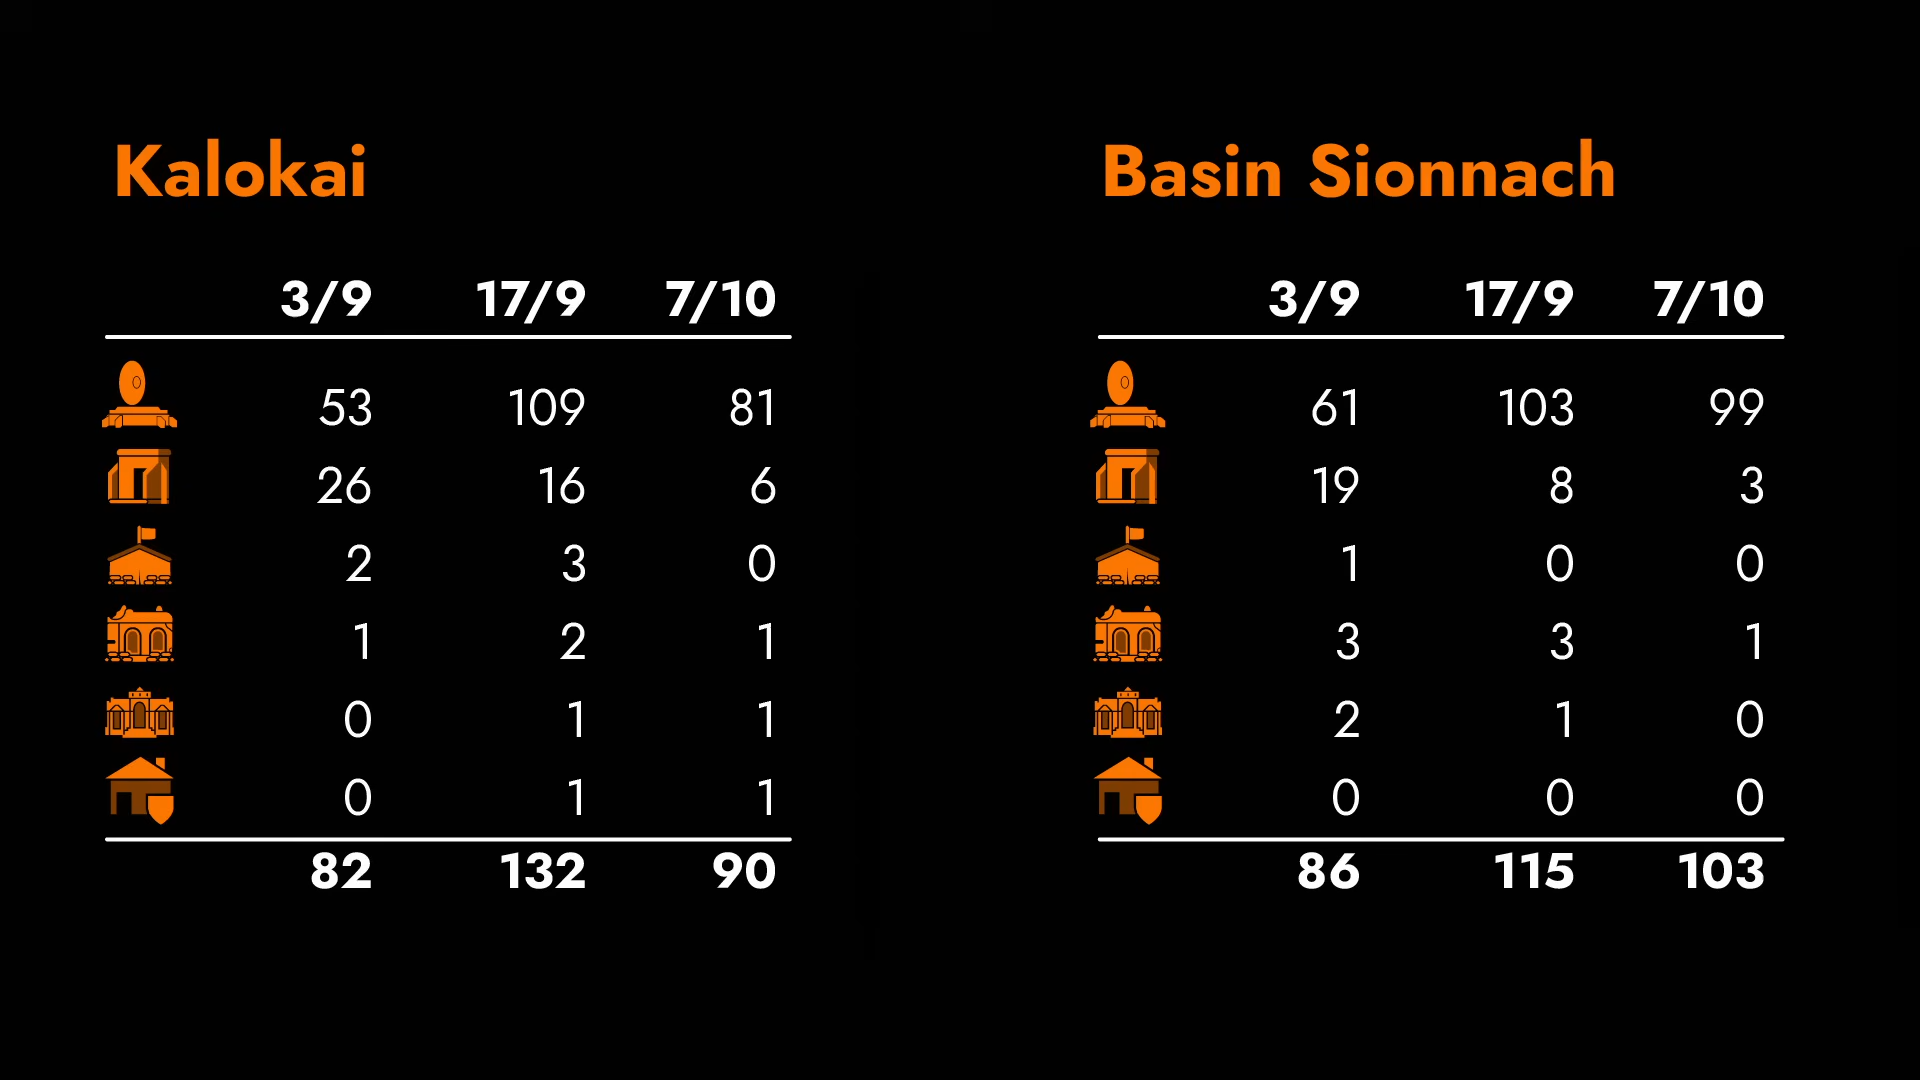 Kalokai
3/9 17/9 7/10
53 109 81
26 16 6
2 3 0
1 2 1
0 1 1
0 1 1
82 132 90
Basin Sionnach
3/9 17/9 7/10
61 103 99
19 8 3
1 0 0
3 3 1
2 1 0
0 0 0
86 115 103